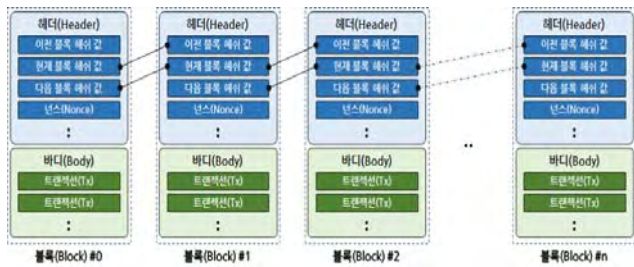 헤더(Header)
이전 블록 해쉬 값
현재 블록 해쉬 값
다음 블록 해쉬 값
넌스(Nonce)
:
바디(Body)
트랜잭션(Tx)
트랜잭션(Tx)
:
블록(Block) #0
헤더(Header)
이전 블록 해쉬 값
현재 블록 해쉬 값
다음 블록 해쉬 값
넌스(Nonce)
:
바디(Body)
트랜잭션(Tx)
트랜잭션(Tx)
:
블록(Block) #1
헤더(Header)
이전 블록 해쉬 값
현재 블록 해쉬 값
다음 블록 해쉬 값
넌스(Nonce)
:
바디(Body)
트랜잭션(Tx)
트랜잭션(Tx)
:
블록(Block) #2
..
헤더(Header)
이전 블록 해쉬 값
현재 블록 해쉬 값
다음 블록 해쉬 값
넌스(Nonce)
:
바디(Body)
트랜잭션(Tx)
트랜잭션(Tx)
:
블록(Block) #n